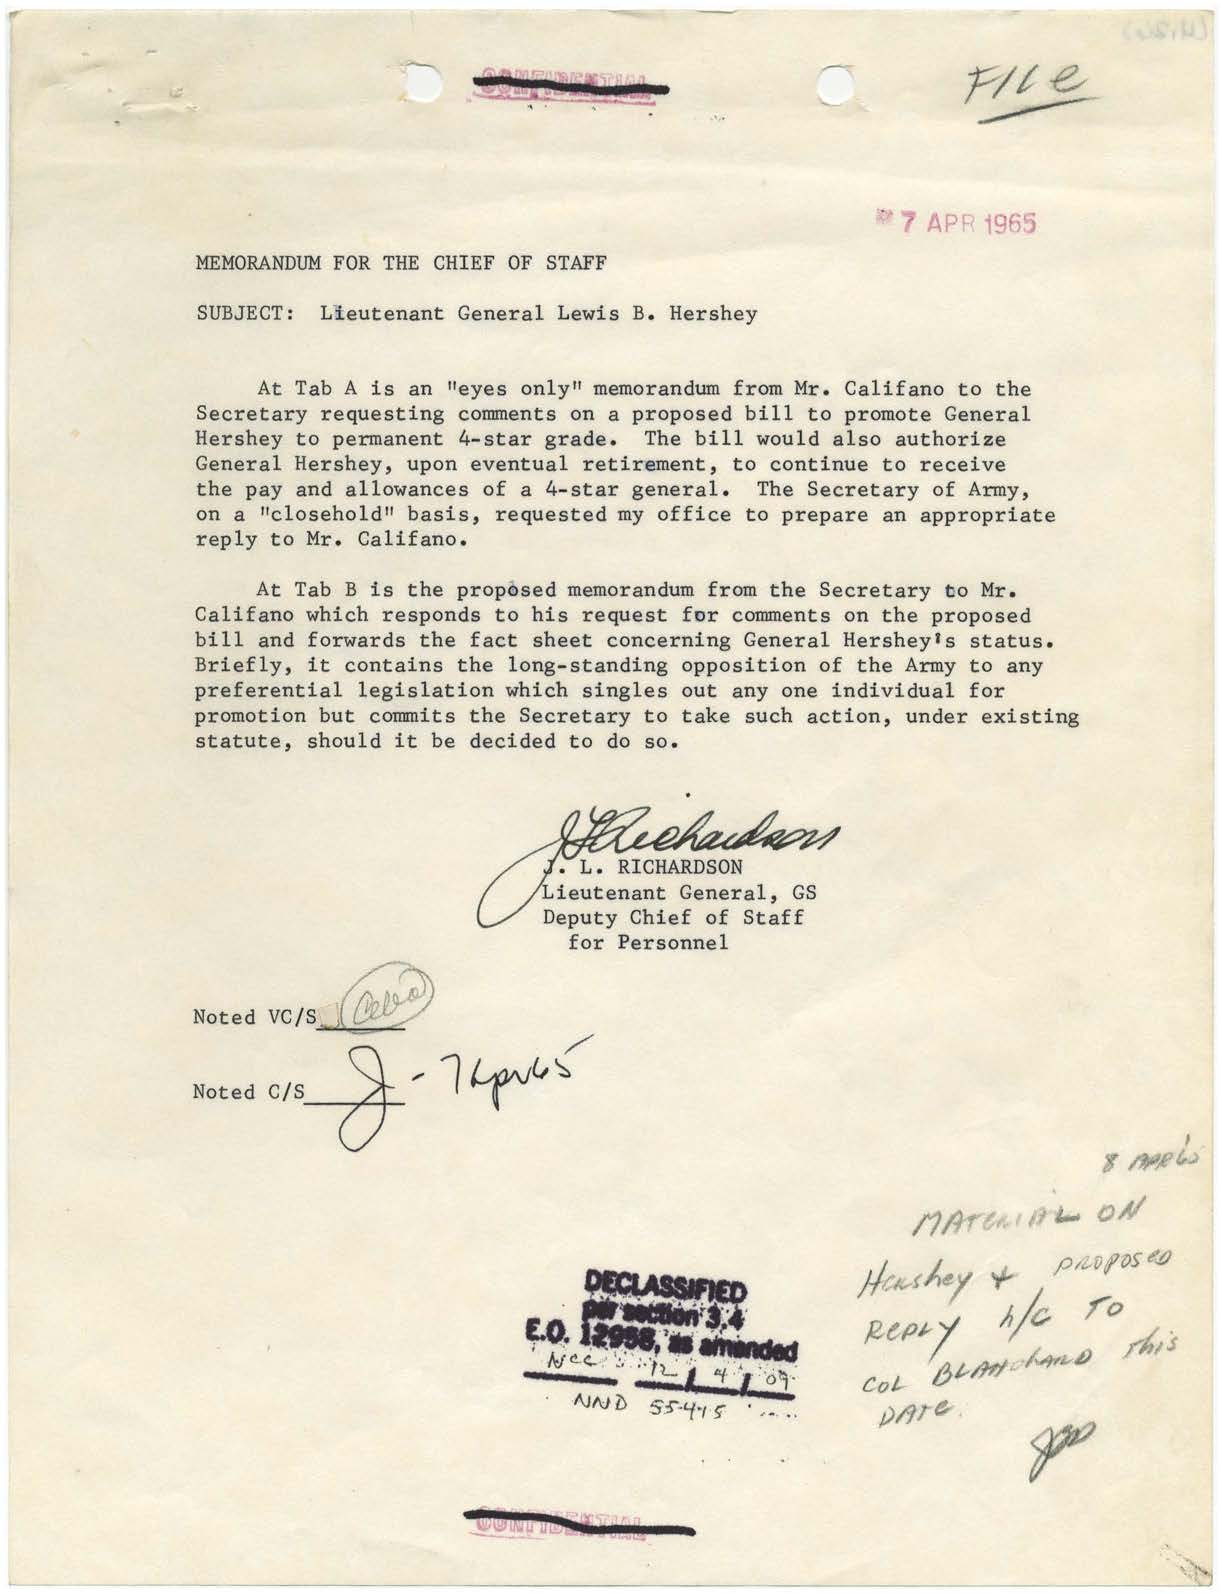 CONFIDENTIAL
FILE
7 APR 1965
MEMORANDUM FOR THE CHIEF OF STAFF
SUBJECT: Lieutenant General Lewis B. Hershey
At Tab A is an "eyes only" memorandum from Mr. Califano to the
Secretary requesting comments on a proposed bill to promote General
Hershey to permanent 4-star grade. The bill would also authorize
General Hershey, upon eventual retirement, to continue to receive
the pay and allowances of a 4-star general. The Secretary of Army,
on a "closehold" basis, requested my office to prepare an appropriate
reply to Mr. Califano.
At Tab B is the proposed memorandum from the Secretary to Mr.
Califano which responds to his request for comments on the proposed
bill and forwards the fact sheet concerning General Hershey's status.
Briefly, it contains the long-standing opposition of the Army to any
preferential legislation which singles out any one individual for
promotion but commits the Secretary to take such action, under existing
statute, should it be decided to do so.
JLRichardson
J. L. RICHARDSON
Lieutenant General, GS
Deputy Chief of Staff
for Personnel
Noted VC/S
Noted C/S J - 7 Apr 65
8 APR 65
MATERIAL ON
Hershey & PROPOSED
REPLY h/c TO
COL BLANCHARD This
DATE.
DECLASSIFIED
per section 3.4
E.O. 12958, as amended
12 / 4 / 09
NND 55415
CONFIDENTIAL